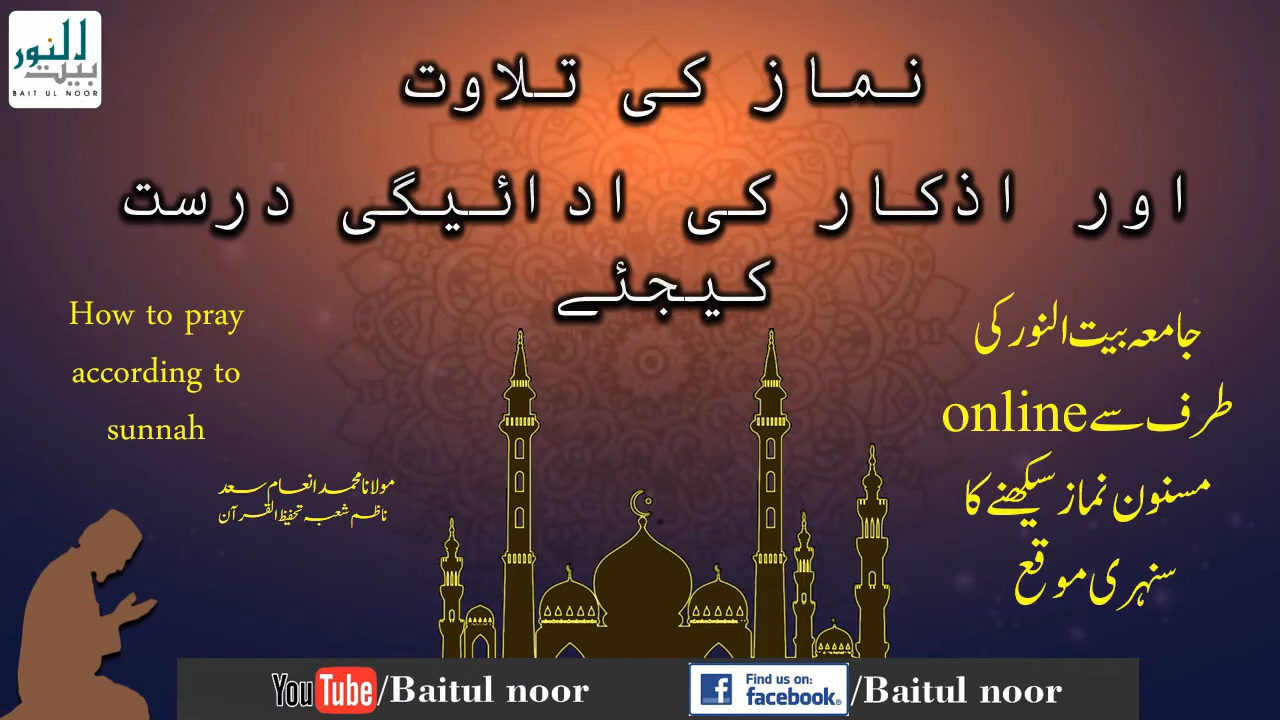 بیت النور
BAIT UL NOOR
نماز کی تلاوت
اور اذکار کی ادائیگی درست
کیجئے
How to pray
according to
sunnah
جامعہ بیت النور کی
طرف سے online
مسنون نماز سیکھنے کا
سنہری موقع
مولانا محمد انعام سعد
ناظم شعبہ تحفیظ القرآن
YouTube/Baitul noor
Find us on:
facebook®/Baitul noor